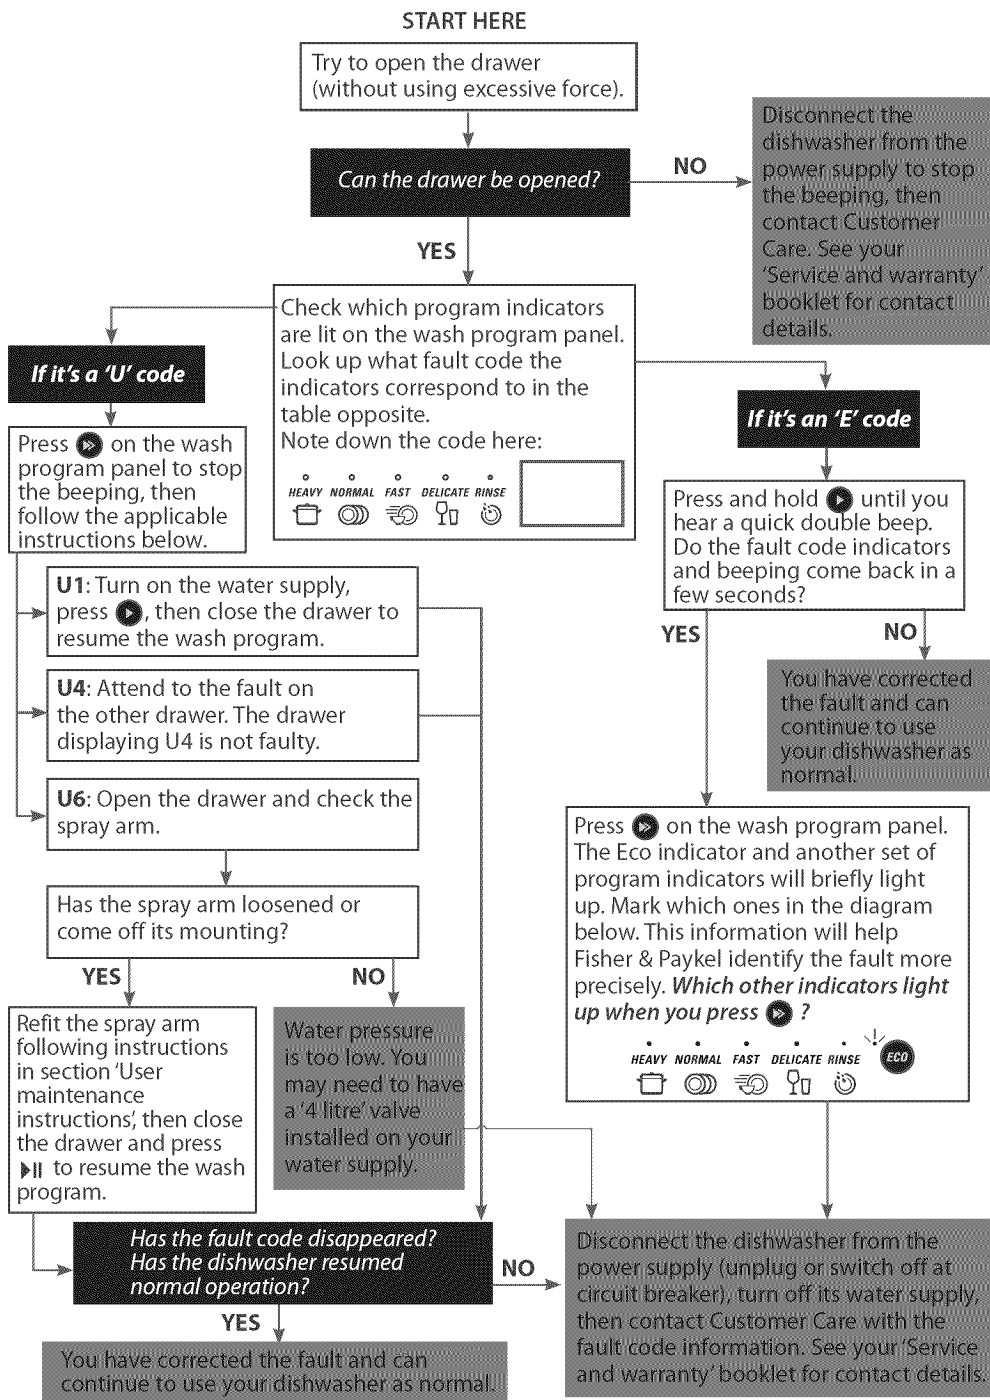 START HERE
Try to open the drawer
(without using excessive force).
Can the drawer be opened?
NO
Disconnect the
dishwasher from the
power supply to stop
the beeping, then
contact Customer
Care. See your
‘Service and warranty’
booklet for contact
details.
YES
Check which program indicators
are lit on the wash program panel.
Look up what fault code the
indicators correspond to in the
table opposite.
Note down the code here:
HEAVY NORMAL FAST DELICATE RINSE
If it’s a ‘U’ code
Press on the wash
program panel to stop
the beeping, then
follow the applicable
instructions below.
U1: Turn on the water supply,
press , then close the drawer to
resume the wash program.
U4: Attend to the fault on
the other drawer. The drawer
displaying U4 is not faulty.
U6: Open the drawer and check the
spray arm.
Has the spray arm loosened or
come off its mounting?
YES
NO
Refit the spray arm
following instructions
in section ‘User
maintenance
instructions’, then close
the drawer and press
to resume the wash
program.
Water pressure
is too low. You
may need to have
a ‘4 litre’ valve
installed on your
water supply.
If it’s an ‘E’ code
Press and hold until you
hear a quick double beep.
Do the fault code indicators
and beeping come back in a
few seconds?
YES
NO
You have corrected
the fault and can
continue to use
your dishwasher as
normal.
Press on the wash program panel.
The Eco indicator and another set of
program indicators will briefly light
up. Mark which ones in the diagram
below. This information will help
Fisher & Paykel identify the fault more
precisely. Which other indicators light
up when you press ?
HEAVY NORMAL FAST DELICATE RINSE ECO
Has the fault code disappeared?
Has the dishwasher resumed
normal operation?
NO
YES
You have corrected the fault and can
continue to use your dishwasher as normal.
Disconnect the dishwasher from the
power supply (unplug or switch off at
circuit breaker), turn off its water supply,
then contact Customer Care with the
fault code information. See your ‘Service
and warranty’ booklet for contact details.